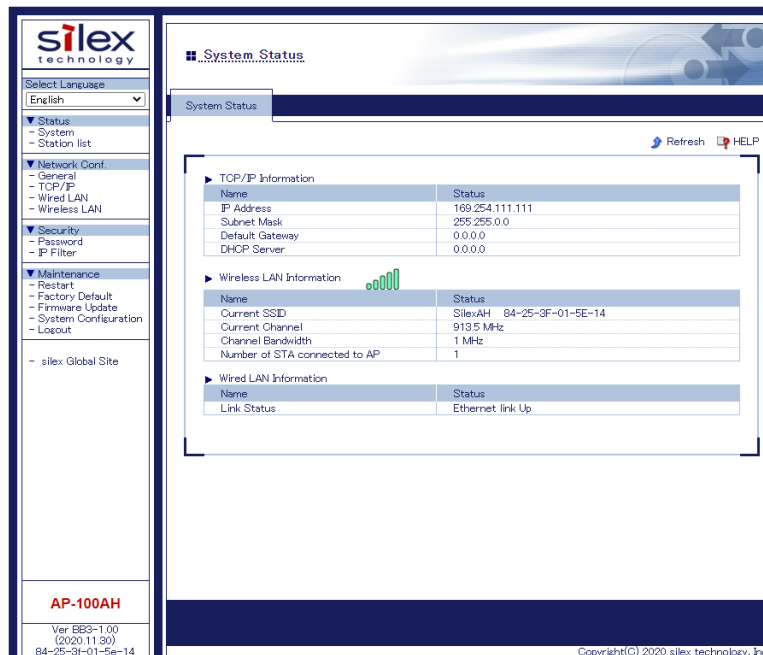 silex
technology
Select Language
English
▼ Status
- System
- Station list
▼ Network Conf.
- General
- TCP/IP
- Wired LAN
- Wireless LAN
▼ Security
- Password
- IP Filter
▼ Maintenance
- Restart
- Factory Default
- Firmware Update
- System Configuration
- Logout
- silex Global Site
AP-100AH
Ver BB3-1.00
(2020.11.30)
84-25-3f-01-5e-14
System Status
System Status
Refresh HELP
TCP/IP Information
Name Status
IP Address 169.254.111.111
Subnet Mask 255.255.0.0
Default Gateway 0.0.0.0
DHCP Server 0.0.0.0
Wireless LAN Information
Name Status
Current SSID SilexAH 84-25-3F-01-5E-14
Current Channel 913.5 MHz
Channel Bandwidth 1 MHz
Number of STA connected to AP 1
Wired LAN Information
Name Status
Link Status Ethernet link Up
Copyright(C) 2020 silex technology, Inc